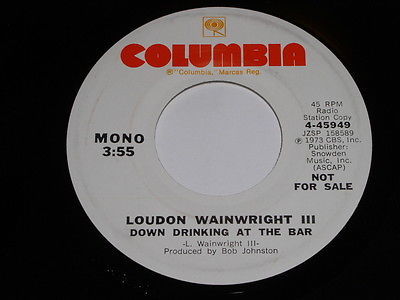 COLUMBIA
®"Columbia," Marcas Reg.
MONO
3:55
45 RPM
Radio
Station Copy
4-45949
JZSP 158589
℗1973 CBS, Inc.
Publisher:
Snowden
Music, Inc.
(ASCAP)
NOT
FOR SALE
LOUDON WAINWRIGHT III
DOWN DRINKING AT THE BAR
-L. Wainwright III-
Produced by Bob Johnston